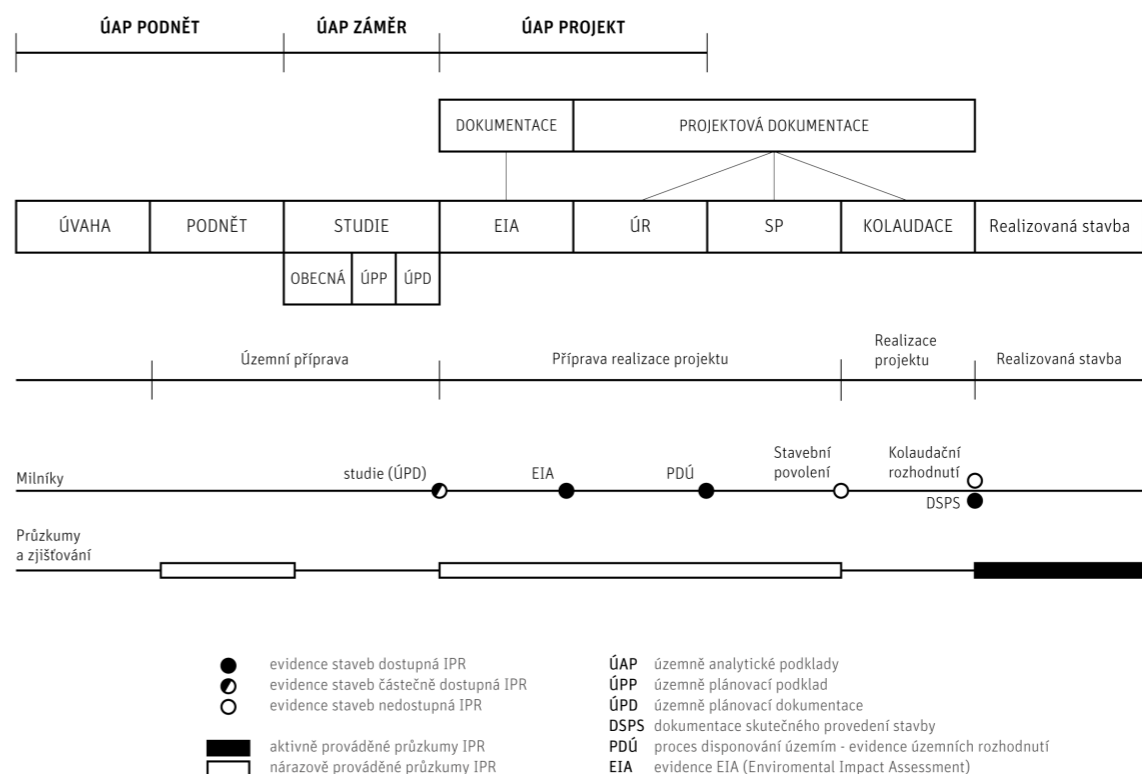 ÚAP PODNĚT ÚAP ZÁMĚR ÚAP PROJEKT
DOKUMENTACE PROJEKTOVÁ DOKUMENTACE
ÚVAHA PODNĚT STUDIE EIA ÚR SP KOLAUDACE Realizovaná stavba
OBECNÁ ÚPP ÚPD
Územní příprava Příprava realizace projektu Realizace
projektu Realizovaná stavba
Milníky studie (ÚPD) EIA PDÚ Stavební
povolení Kolaudační
rozhodnutí
DSPS
Průzkumy
a zjišťování
evidence staveb dostupná IPR
evidence staveb částečně dostupná IPR
evidence staveb nedostupná IPR
aktivně prováděné průzkumy IPR
nárazově prováděné průzkumy IPR
ÚAP územně analytické podklady
ÚPP územně plánovací podklad
ÚPD územně plánovací dokumentace
DSPS dokumentace skutečného provedení stavby
PDÚ proces disponování územím - evidence územních rozhodnutí
EIA evidence EIA (Enviromental Impact Assessment)